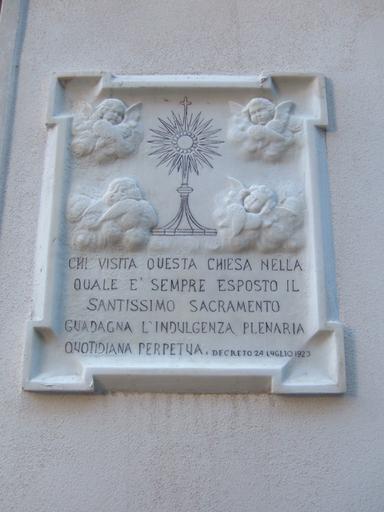 CHI VISITA QUESTA CHIESA NELLA
QUALE E' SEMPRE ESPOSTO IL
SANTISSIMO SACRAMENTO
GUADAGNA L'INDULGENZA PLENARIA
QUOTIDIANA PERPETUA. DECRETO 24 LUGLIO 1923